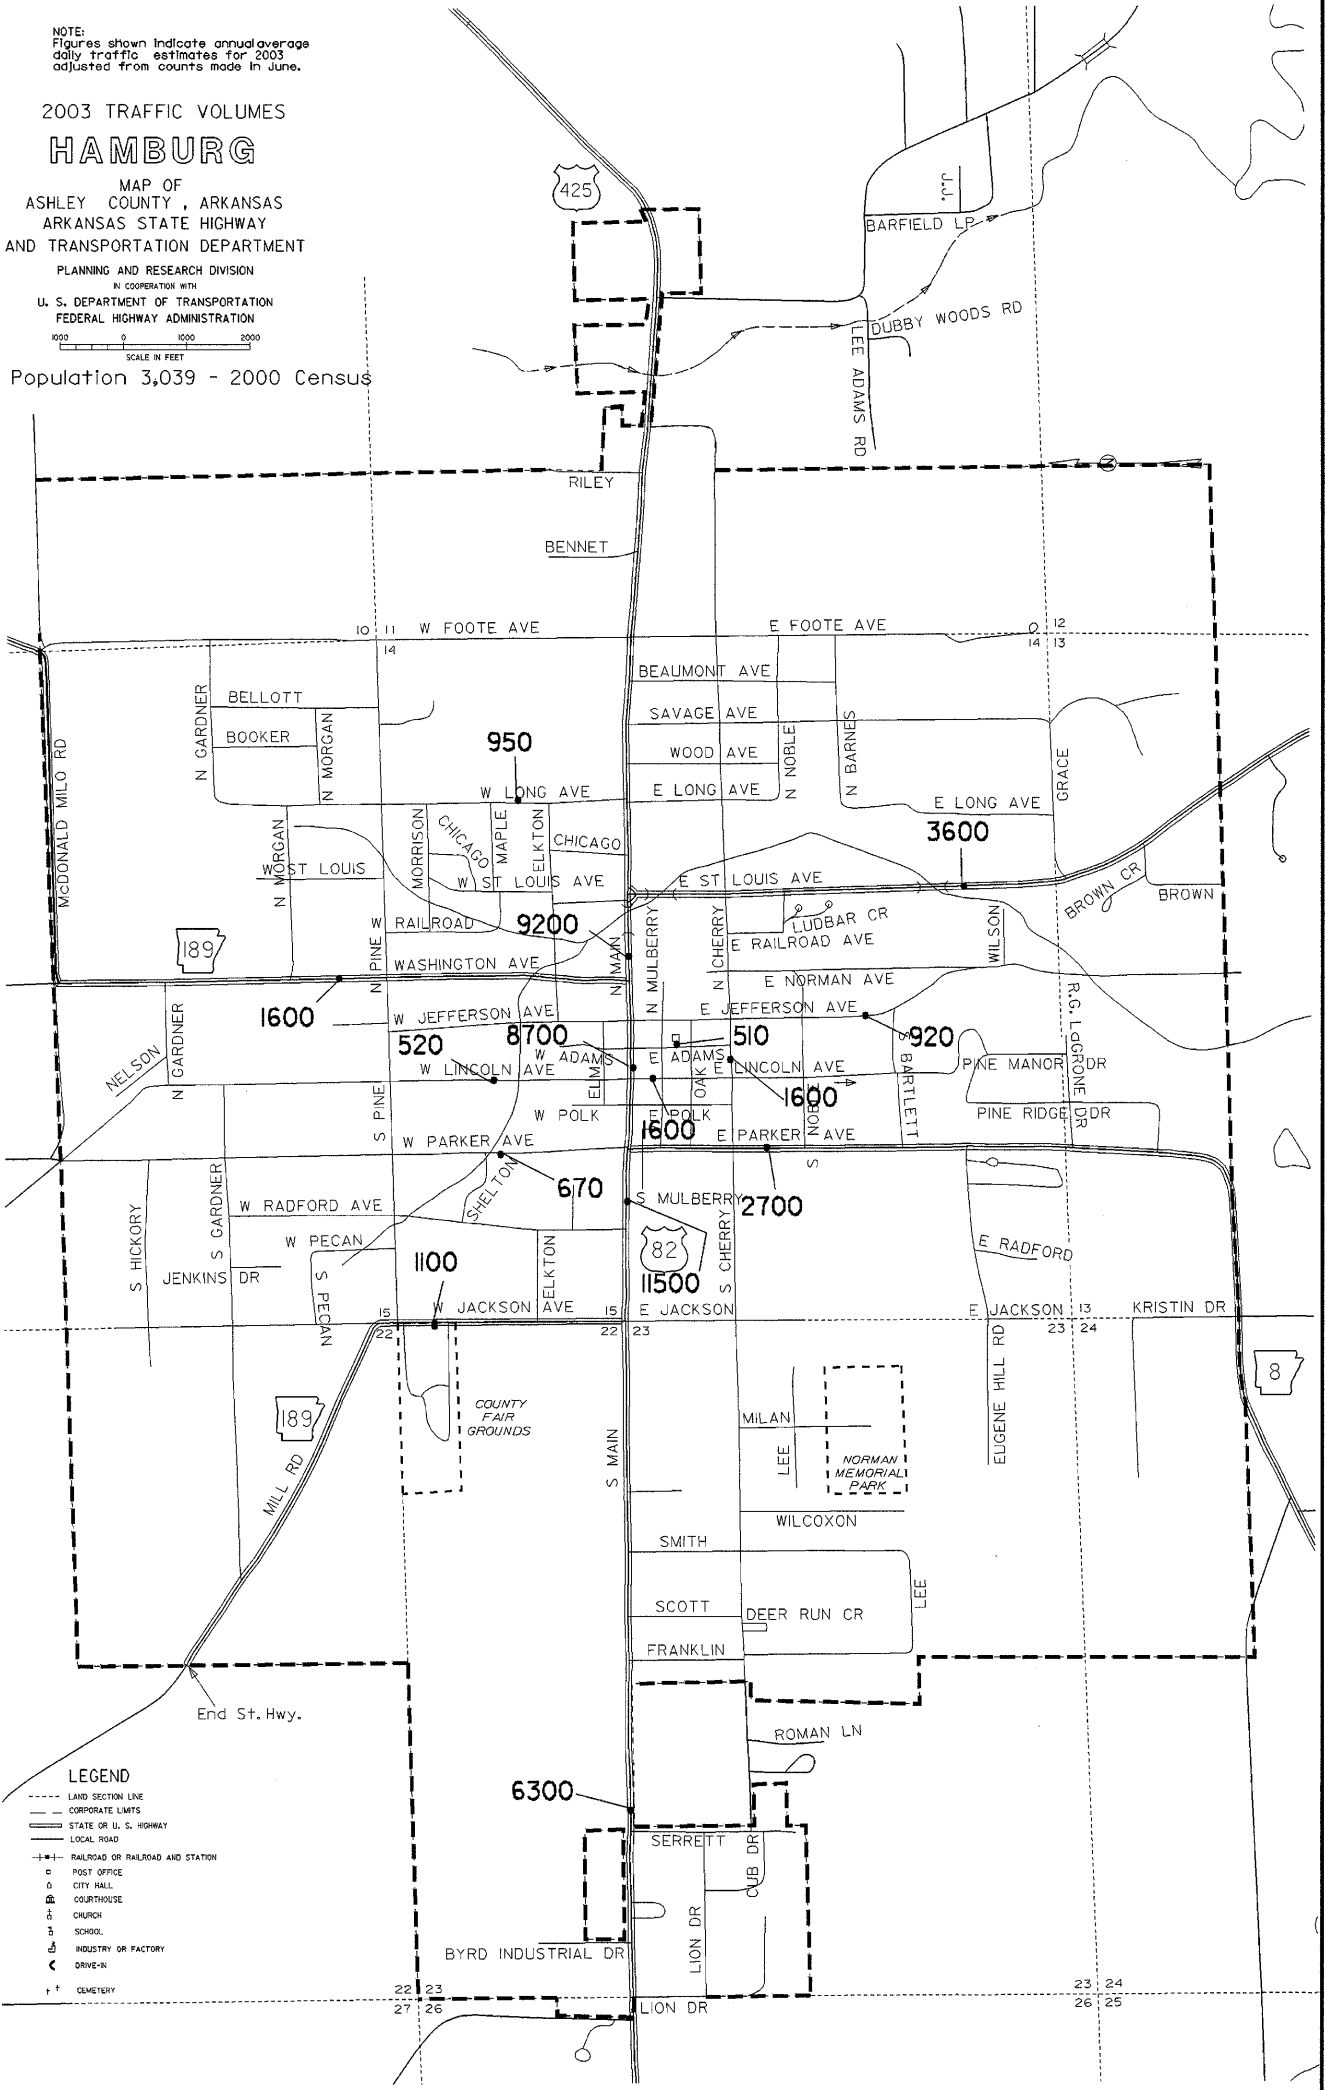 NOTE:
Figures shown indicate annual average
daily traffic estimates for 2003
adjusted from counts made in June.
2003 TRAFFIC VOLUMES
HAMBURG
MAP OF
ASHLEY COUNTY , ARKANSAS
ARKANSAS STATE HIGHWAY
AND TRANSPORTATION DEPARTMENT
PLANNING AND RESEARCH DIVISION
IN COOPERATION WITH
U. S. DEPARTMENT OF TRANSPORTATION
FEDERAL HIGHWAY ADMINISTRATION
1000 0 1000 2000
SCALE IN FEET
Population 3,039 - 2000 Census
425
J.J.
BARFIELD LP
DUBBY WOODS RD
LEE ADAMS RD
N
RILEY
BENNET
10 11
14
W FOOTE AVE
E FOOTE AVE
12
14 13
BEAUMONT AVE
N GARDNER
BELLOTT
SAVAGE AVE
BOOKER
N MORGAN
950
WOOD AVE
N NOBLE
N BARNES
McDONALD MILO RD
GRACE
W LONG AVE
E LONG AVE
E LONG AVE
3600
N MORGAN
MORRISON
CHICAGO
MAPLE
ELKTON
CHICAGO
W ST LOUIS
W ST LOUIS AVE
E ST LOUIS AVE
BROWN CR
BROWN
W RAILROAD
9200
N MULBERRY
N CHERRY
LUDBAR CR
WILSON
E RAILROAD AVE
189
N PINE
WASHINGTON AVE
N MAIN
E NORMAN AVE
1600
W JEFFERSON AVE
E JEFFERSON AVE
R.G. LaGRONE DR
N GARDNER
520
8700
510
920
NELSON
W ADAMS
E ADAMS
W LINCOLN AVE
E LINCOLN AVE
PINE MANOR DR
ELM
OAK
1600
S BARTLETT
S PINE
W POLK
E POLK
1600
S NOBLE
PINE RIDGE DR
W PARKER AVE
E PARKER AVE
SHELTON
670
S MULBERRY
2700
S GARDNER
W RADFORD AVE
S HICKORY
W PECAN
82
S CHERRY
E RADFORD
JENKINS DR
S PECAN
1100
ELKTON
11500
W JACKSON AVE
E JACKSON
E JACKSON
KRISTIN DR
15
22
15
22 23
13
23 24
8
189
COUNTY
FAIR
GROUNDS
MILL RD
S MAIN
MILAN
LEE
NORMAN
MEMORIAL
PARK
EUGENE HILL RD
WILCOXON
SMITH
LEE
SCOTT
DEER RUN CR
FRANKLIN
End St. Hwy.
ROMAN LN
6300
SERRETT
CUB DR
LION DR
BYRD INDUSTRIAL DR
LION DR
22 23
27 26
23 24
26 25
LEGEND
LAND SECTION LINE
CORPORATE LIMITS
STATE OR U. S. HIGHWAY
LOCAL ROAD
RAILROAD OR RAILROAD AND STATION
POST OFFICE
CITY HALL
COURTHOUSE
CHURCH
SCHOOL
INDUSTRY OR FACTORY
DRIVE-IN
CEMETERY